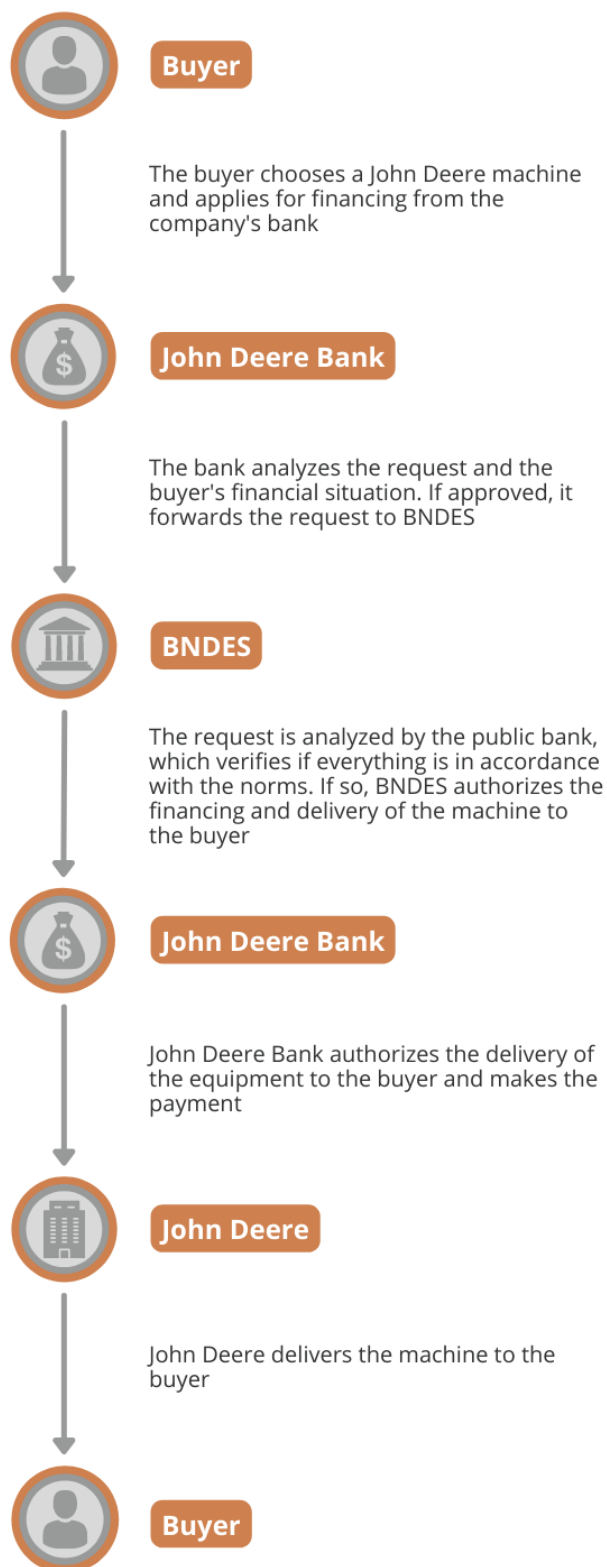 Buyer
The buyer chooses a John Deere machine
and applies for financing from the
company's bank
$
John Deere Bank
The bank analyzes the request and the
buyer's financial situation. If approved, it
forwards the request to BNDES
BNDES
The request is analyzed by the public bank,
which verifies if everything is in accordance
with the norms. If so, BNDES authorizes the
financing and delivery of the machine to
the buyer
$
John Deere Bank
John Deere Bank authorizes the delivery of
the equipment to the buyer and makes the
payment
John Deere
John Deere delivers the machine to the
buyer
Buyer